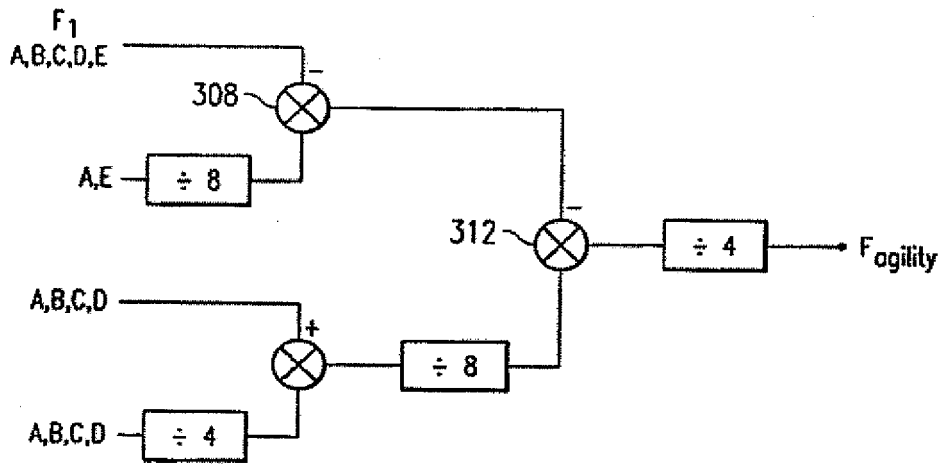 F1
A,B,C,D,E
−
308
A,E
÷ 8
−
312
÷ 4
Fagility
A,B,C,D
+
÷ 8
A,B,C,D
÷ 4